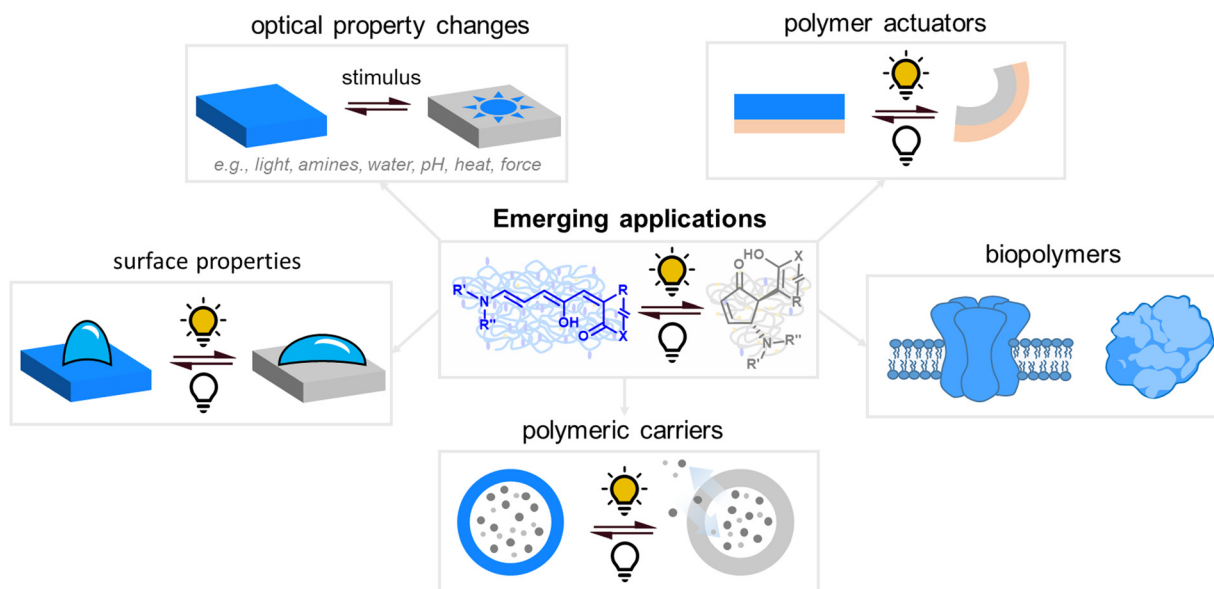 optical property changes
stimulus
e.g., light, amines, water, pH, heat, force
polymer actuators
Emerging applications
R'
N
R"
OH
O
R
X
HO
X
O
R
N
R"
R'
surface properties
biopolymers
polymeric carriers